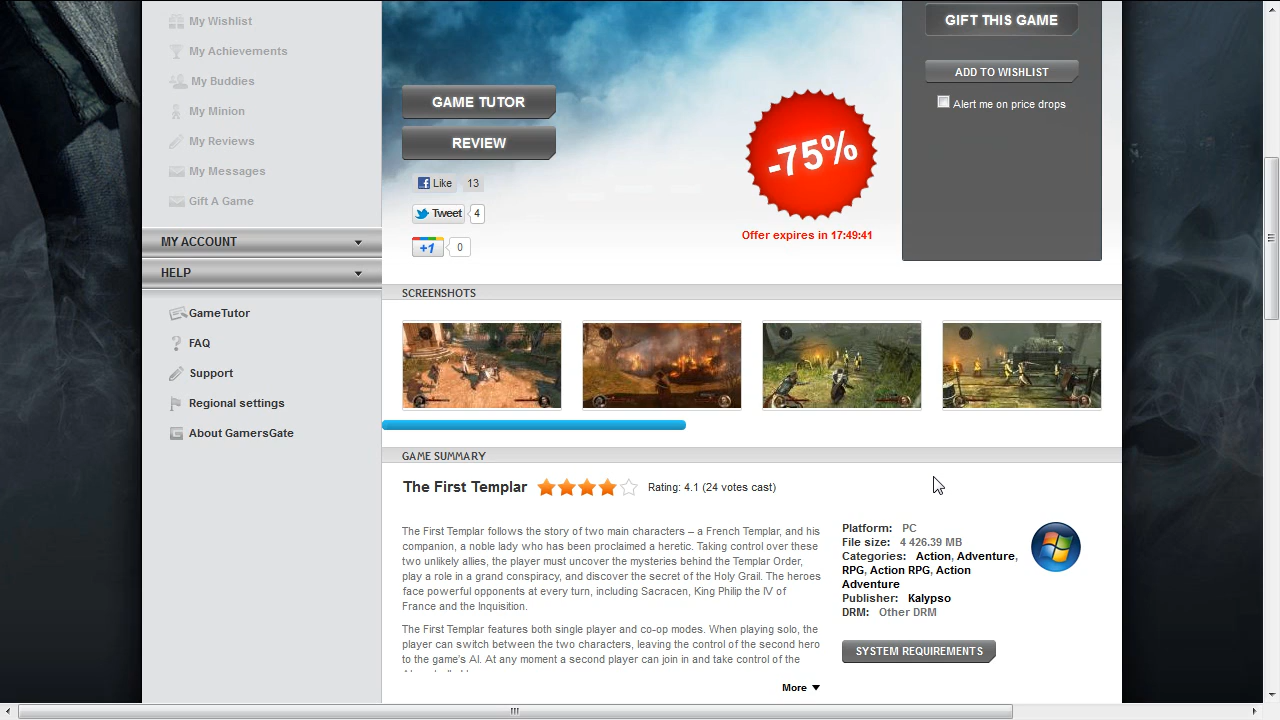 My Wishlist
My Achievements
My Buddies
My Minion
My Reviews
My Messages
Gift A Game
MY ACCOUNT
HELP
GameTutor
FAQ
Support
Regional settings
About GamersGate
GAME TUTOR
REVIEW
Like 13
Tweet 4
+1 0
-75%
Offer expires in 17:49:41
GIFT THIS GAME
ADD TO WISHLIST
Alert me on price drops
SCREENSHOTS
GAME SUMMARY
The First Templar Rating: 4.1 (24 votes cast)
The First Templar follows the story of two main characters – a French Templar, and his
companion, a noble lady who has been proclaimed a heretic. Taking control over these
two unlikely allies, the player must uncover the mysteries behind the Templar Order,
play a role in a grand conspiracy, and discover the secret of the Holy Grail. The heroes
face powerful opponents at every turn, including Sacracen, King Philip the IV of
France and the Inquisition.
The First Templar features both single player and co-op modes. When playing solo, the
player can switch between the two characters, leaving the control of the second hero
to the game's AI. At any moment a second player can join in and take control of the
More
Platform: PC
File size: 4 426.39 MB
Categories: Action, Adventure,
RPG, Action RPG, Action
Adventure
Publisher: Kalypso
DRM: Other DRM
SYSTEM REQUIREMENTS